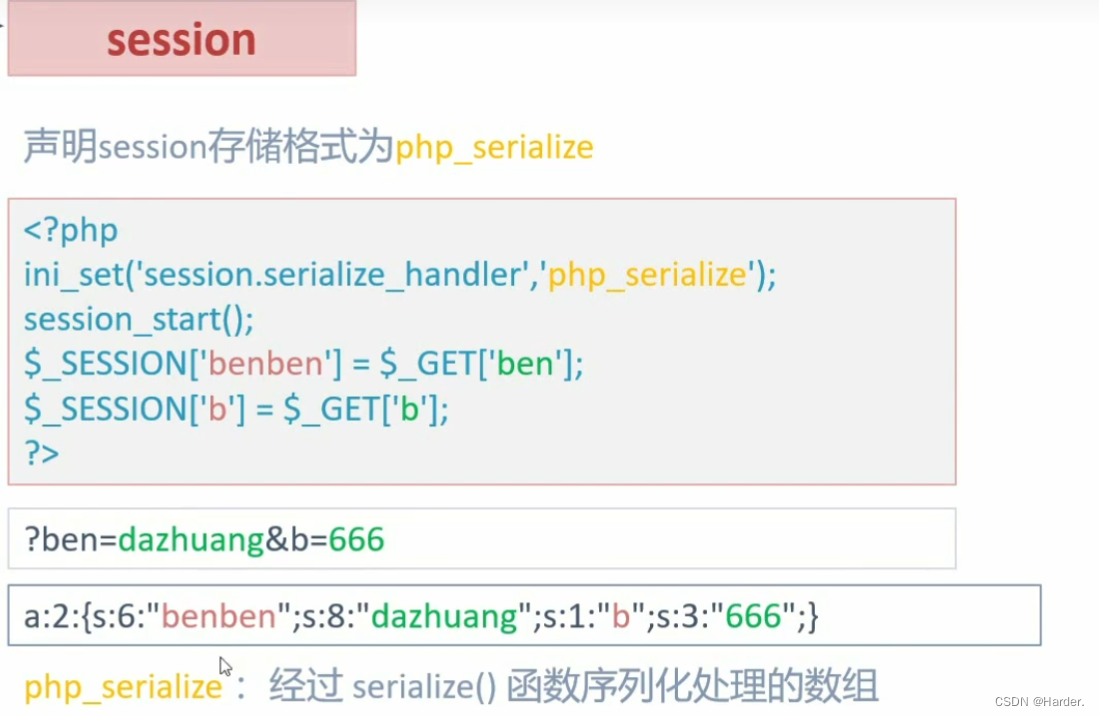 session
声明session存储格式为php_serialize
<?php
ini_set('session.serialize_handler','php_serialize');
session_start();
$_SESSION['benben'] = $_GET['ben'];
$_SESSION['b'] = $_GET['b'];
?>
?ben=dazhuang&b=666
a:2:{s:6:"benben";s:8:"dazhuang";s:1:"b";s:3:"666";}
php_serialize： 经过 serialize() 函数序列化处理的数组
CSDN @Harder.